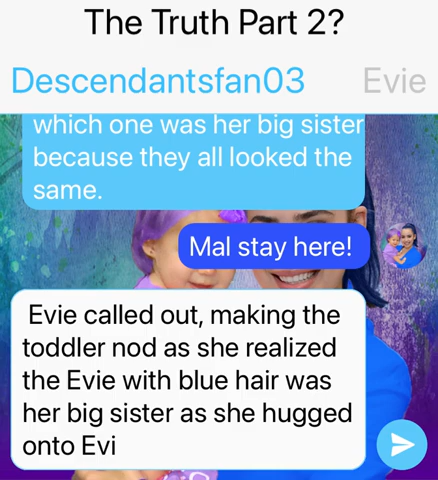 The Truth Part 2?
Descendantsfan03 Evie
which one was her big sister
because they all looked the
same.
Mal stay here!
Evie called out, making the
toddler nod as she realized
the Evie with blue hair was
her big sister as she hugged
onto Evi